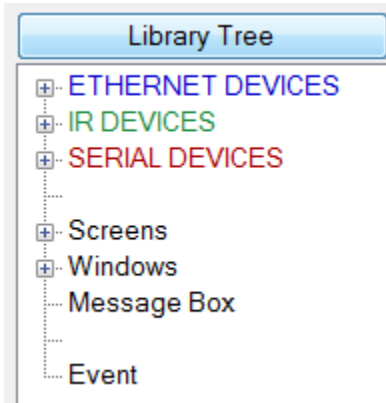 Library Tree
ETHERNET DEVICES
IR DEVICES
SERIAL DEVICES
Screens
Windows
Message Box
Event